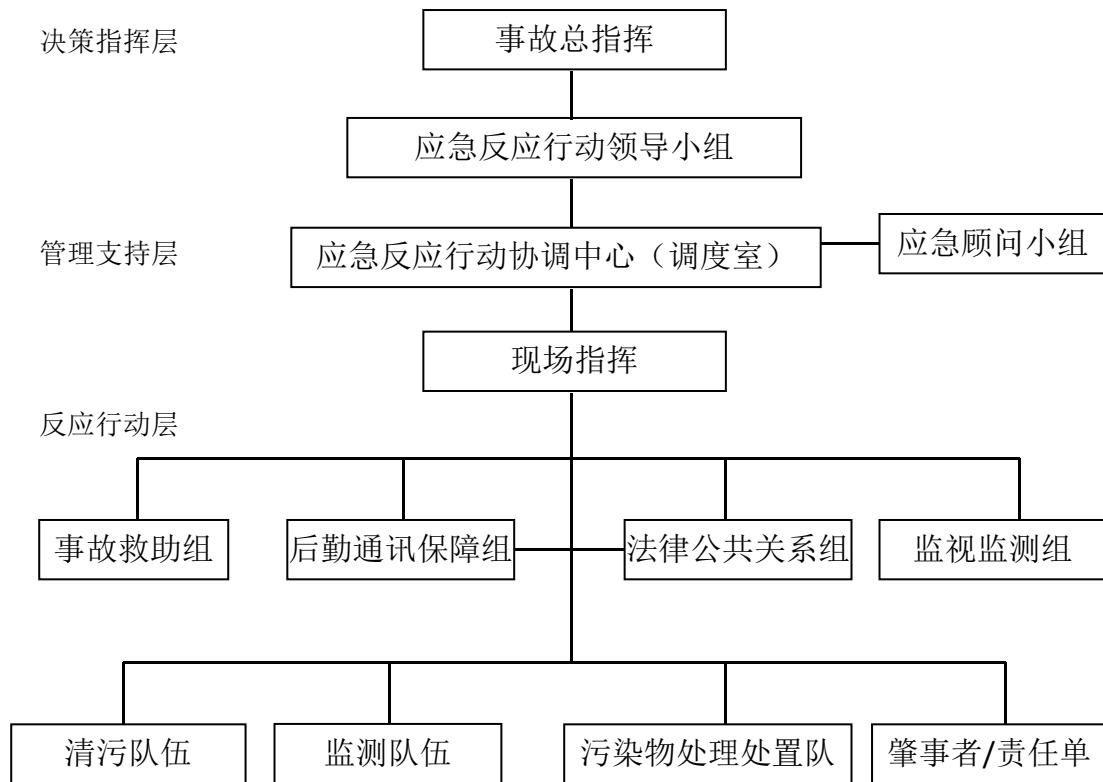 决策指挥层
事故总指挥
应急反应行动领导小组
管理支持层
应急反应行动协调中心（调度室）
应急顾问小组
现场指挥
反应行动层
事故救助组
后勤通讯保障组
法律公共关系组
监视监测组
清污队伍
监测队伍
污染物处理处置队
肇事者/责任单